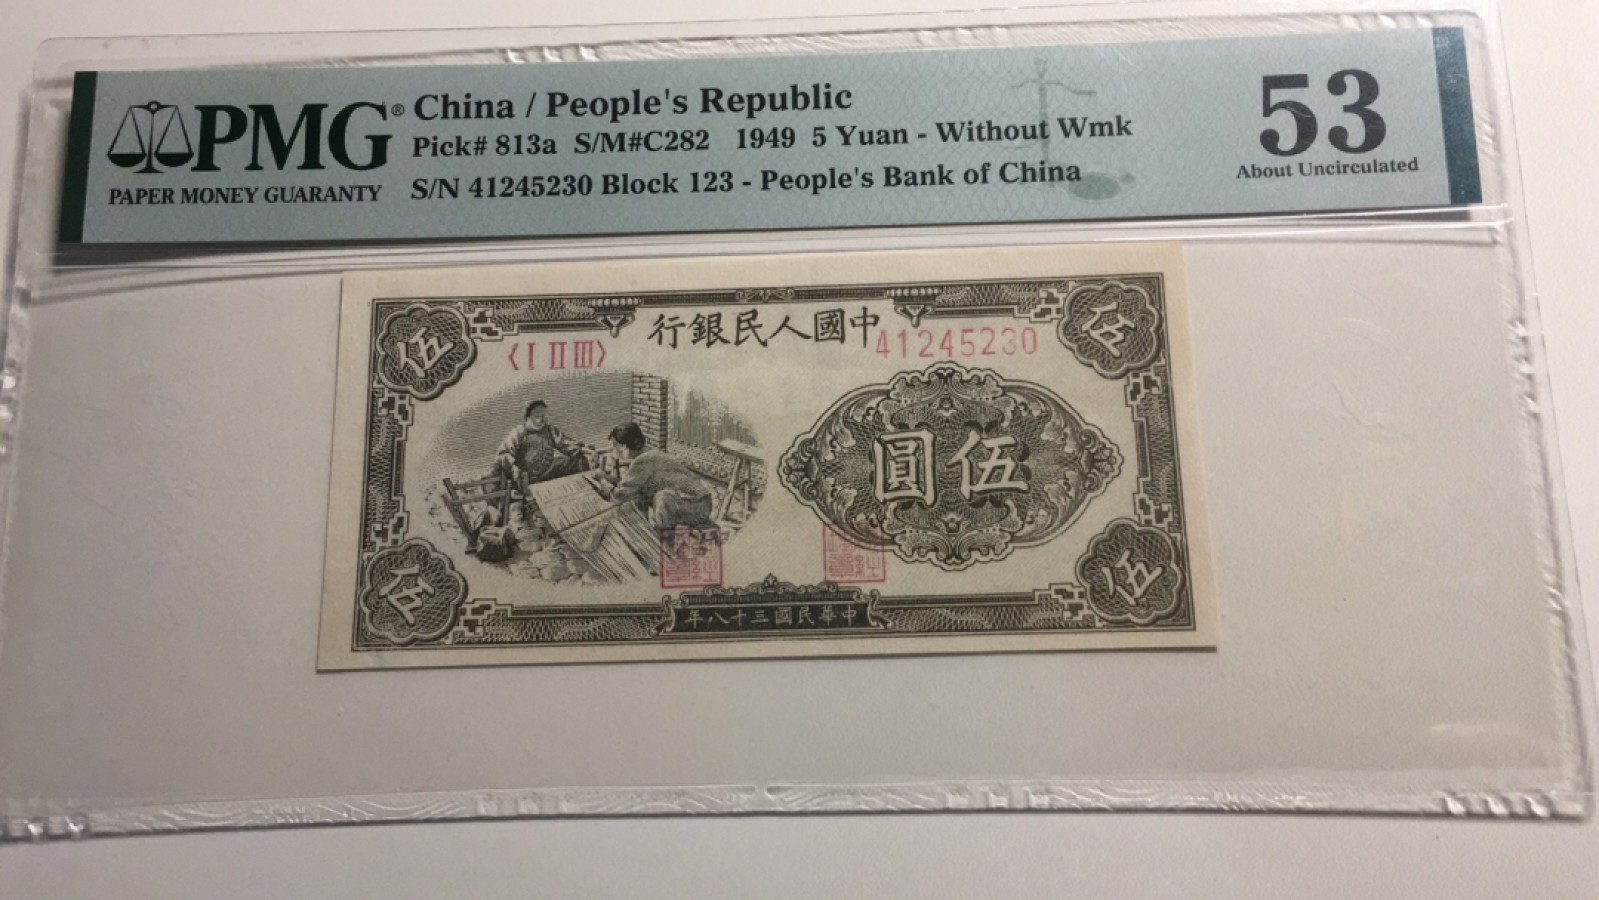 PMG®
PAPER MONEY GUARANTY
China / People's Republic
Pick# 813a S/M#C282 1949 5 Yuan - Without Wmk
S/N 41245230 Block 123 - People's Bank of China
53
About Uncirculated
行銀民人國中
〈I II III〉
41245230
伍
伍
圓伍
伍
伍
年八十三國民華中